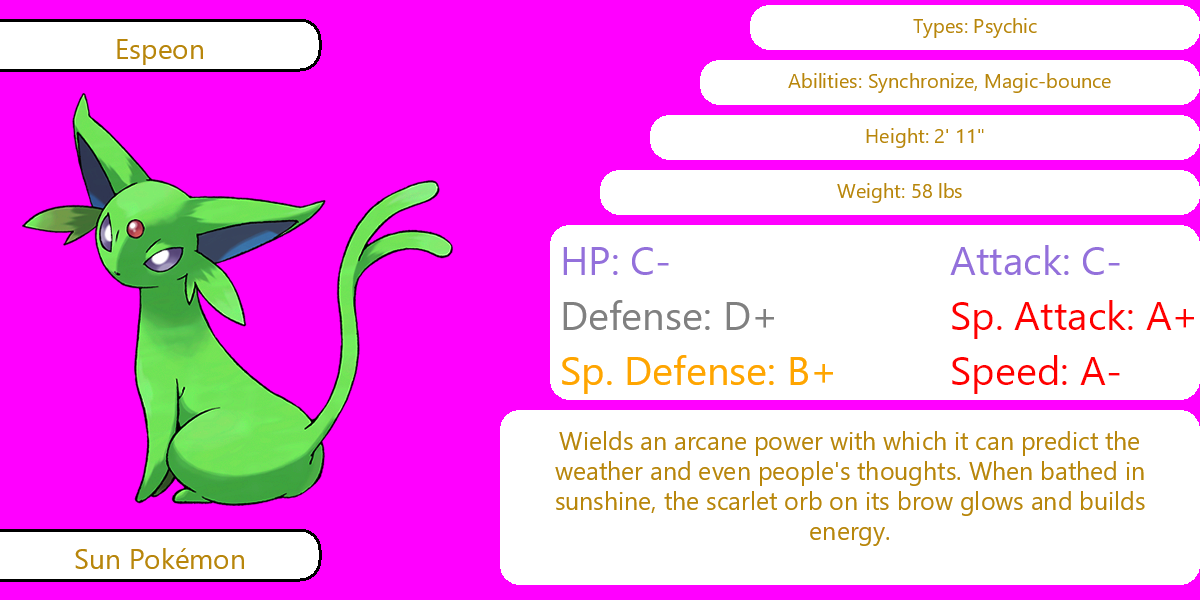 Espeon
Types: Psychic
Abilities: Synchronize, Magic-bounce
Height: 2' 11"
Weight: 58 lbs
HP: C-
Attack: C-
Defense: D+
Sp. Attack: A+
Sp. Defense: B+
Speed: A-
Wields an arcane power with which it can predict the
weather and even people's thoughts. When bathed in
sunshine, the scarlet orb on its brow glows and builds
energy.
Sun Pokémon